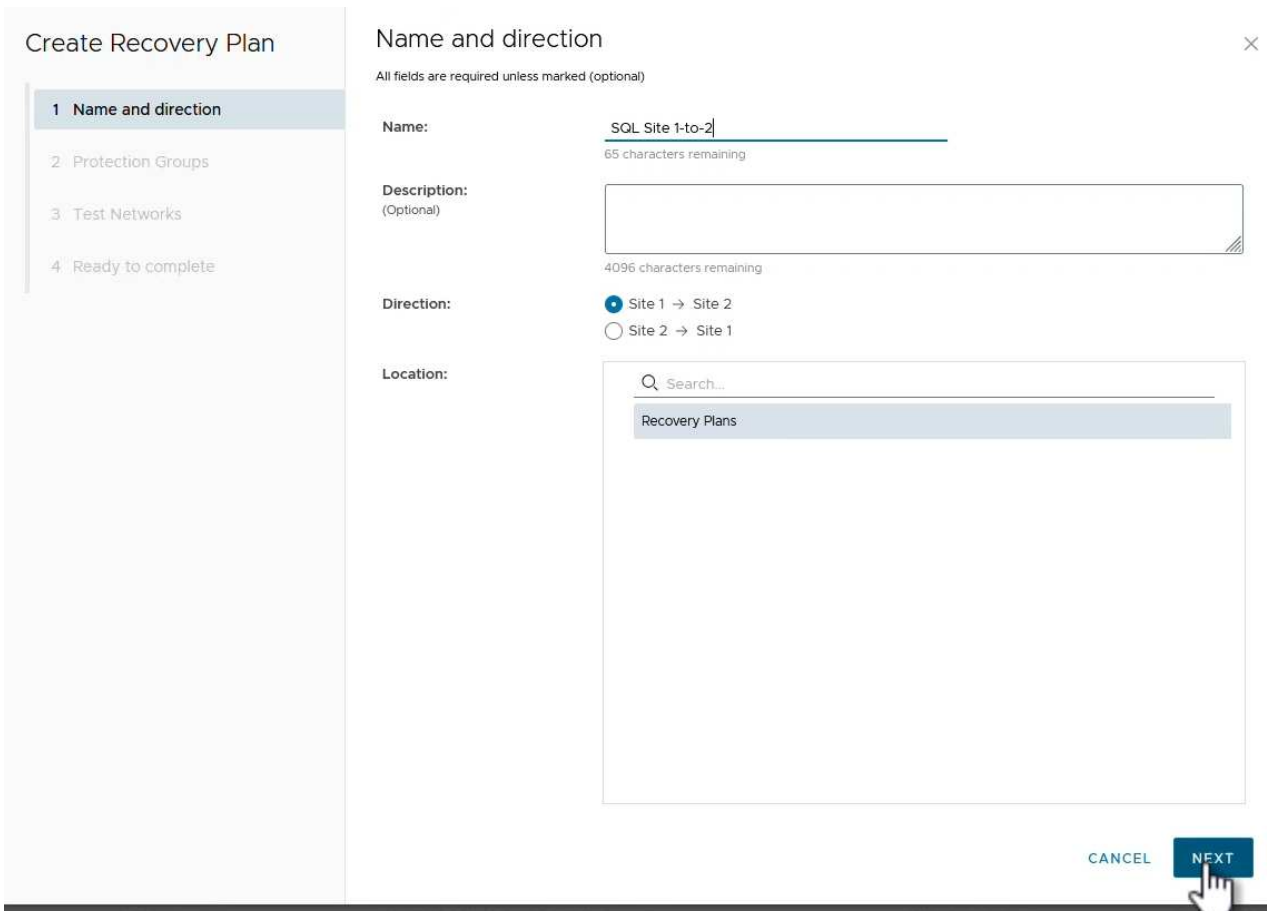 Create Recovery Plan
1 Name and direction
2 Protection Groups
3 Test Networks
4 Ready to complete
Name and direction
All fields are required unless marked (optional)
Name:
SQL Site 1-to-2
65 characters remaining
Description:
(Optional)
4096 characters remaining
Direction:
Site 1 → Site 2
Site 2 → Site 1
Location:
Search...
Recovery Plans
CANCEL
NEXT